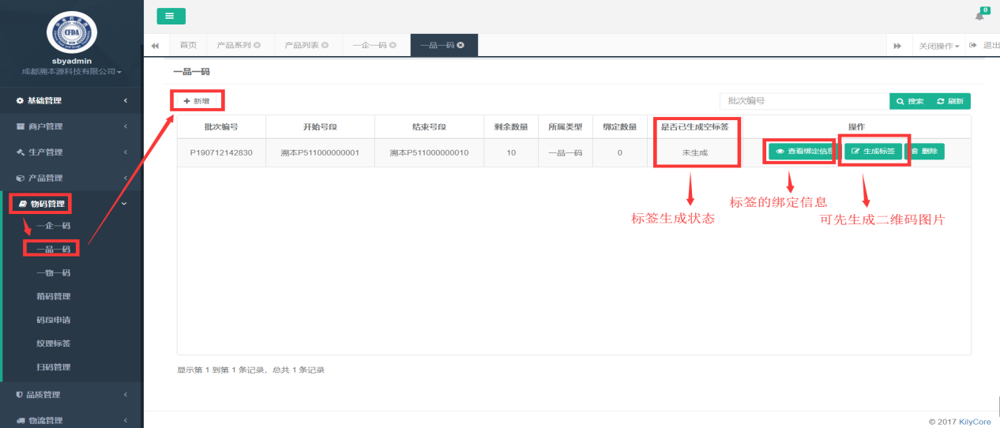 CFDA
sbyadmin
成都溯本源科技有限公司
基础管理
商户管理
生产管理
产品管理
物码管理
一企一码
一品一码
一物一码
箱码管理
码段申请
纹理标签
扫码管理
品质管理
物流管理
0
首页 产品系列 产品列表 一企一码 一品一码 关闭操作 退出
一品一码
新增 批次编号 搜索 刷新
批次编号 开始号段 结束号段 剩余数量 所属类型 绑定数量 是否已生成空标签 操作
P190712142830 溯本P511000000001 溯本P511000000010 10 一品一码 0 未生成 查看绑定信息 生成标签 删除
标签生成状态 标签的绑定信息 可先生成二维码图片
显示第 1 到第 1 条记录，总共 1 条记录
© 2017 KilyCore